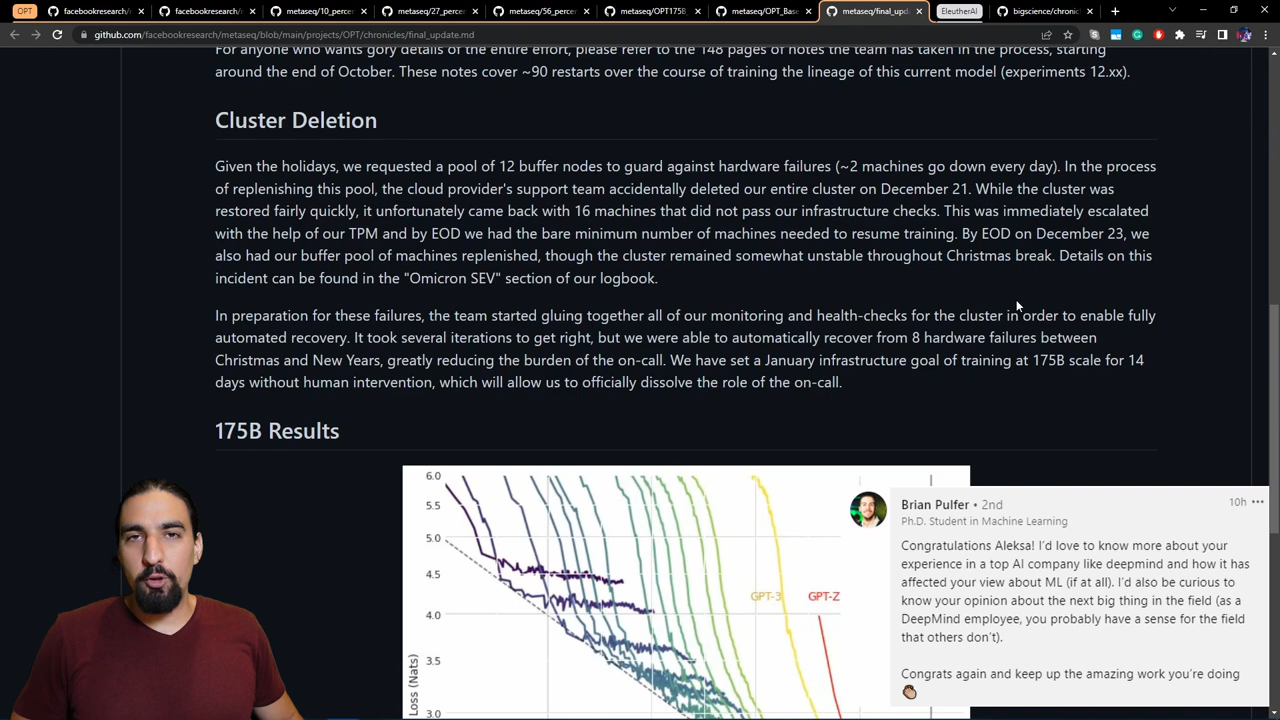 OPT
facebookresearch/
facebookresearch/
metaseq/10_perce
metaseq/27_perce
metaseq/56_percen
metaseq/OPT175B
metaseq/OPT_Base
metaseq/final_upd
EleutherAI
bigscience/chronic
github.com/facebookresearch/metaseq/blob/main/projects/OPT/chronicles/final_update.md
For anyone who wants gory details of the entire effort, please refer to the 148 pages of notes the team has taken in the process, starting
around the end of October. These notes cover ~90 restarts over the course of training the lineage of this current model (experiments 12.xx).
Cluster Deletion
Given the holidays, we requested a pool of 12 buffer nodes to guard against hardware failures (~2 machines go down every day). In the process
of replenishing this pool, the cloud provider's support team accidentally deleted our entire cluster on December 21. While the cluster was
restored fairly quickly, it unfortunately came back with 16 machines that did not pass our infrastructure checks. This was immediately escalated
with the help of our TPM and by EOD we had the bare minimum number of machines needed to resume training. By EOD on December 23, we
also had our buffer pool of machines replenished, though the cluster remained somewhat unstable throughout Christmas break. Details on this
incident can be found in the "Omicron SEV" section of our logbook.
In preparation for these failures, the team started gluing together all of our monitoring and health-checks for the cluster in order to enable fully
automated recovery. It took several iterations to get right, but we were able to automatically recover from 8 hardware failures between
Christmas and New Years, greatly reducing the burden of the on-call. We have set a January infrastructure goal of training at 175B scale for 14
days without human intervention, which will allow us to officially dissolve the role of the on-call.
175B Results
6.0
5.5
5.0
4.5
4.0
3.5
3.0
Loss (Nats)
GPT-3
GPT-Z
Brian Pulfer • 2nd
10h
Ph.D. Student in Machine Learning
Congratulations Aleksa! I'd love to know more about your
experience in a top AI company like deepmind and how it has
affected your view about ML (if at all). I'd also be curious to
know your opinion about the next big thing in the field (as a
DeepMind employee, you probably have a sense for the field
that others don't).
Congrats again and keep up the amazing work you're doing